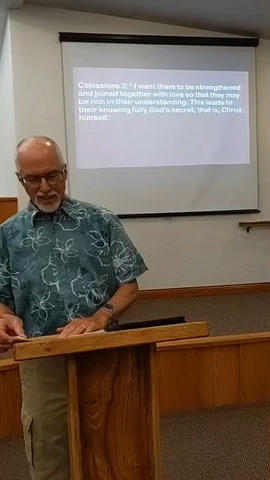 Colossians 2: 2 I want them to be strengthened
and joined together with love so that they may
be rich in their understanding. This leads to
their knowing fully God's secret, that is, Christ
himself.